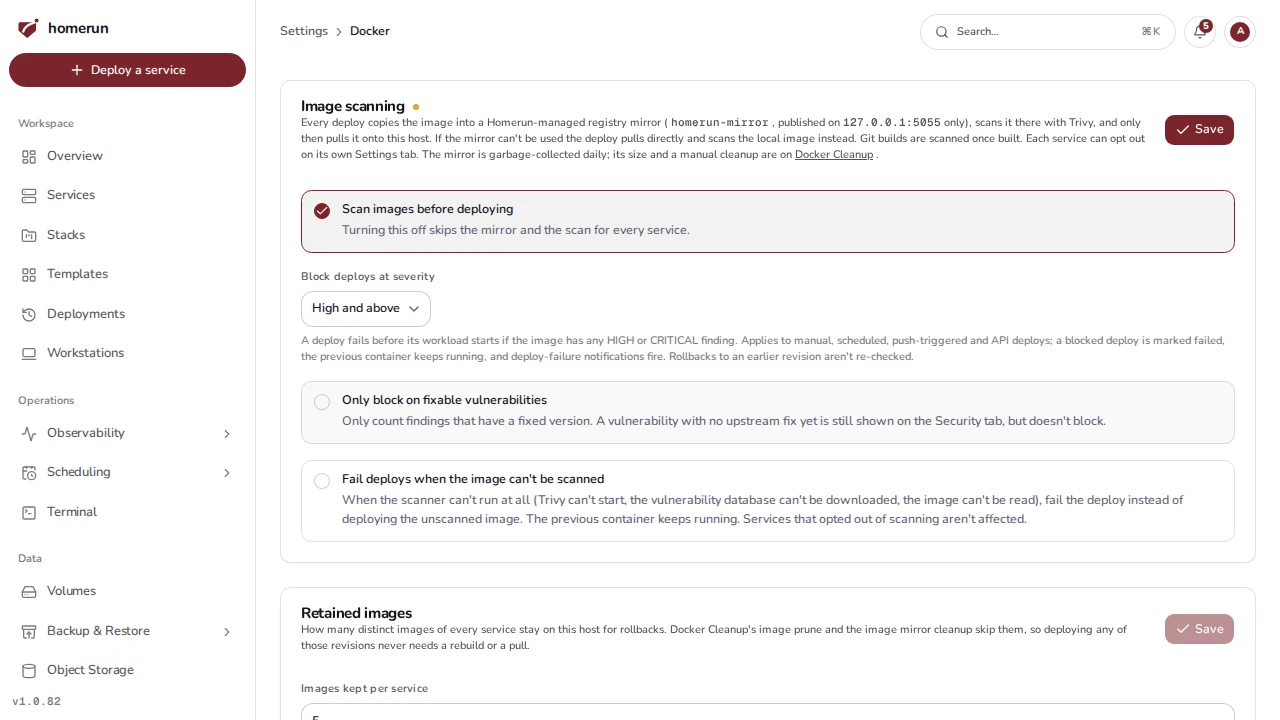 homerun
Deploy a service
Workspace
Overview
Services
Stacks
Templates
Deployments
Workstations
Operations
Observability
Scheduling
Terminal
Data
Volumes
Backup & Restore
Object Storage
v1.0.82
Settings > Docker
Search...
⌘K
5
A
Image scanning
Every deploy copies the image into a Homerun-managed registry mirror ( homerun-mirror , published on 127.0.0.1:5055 only), scans it there with Trivy, and only
then pulls it onto this host. If the mirror can't be used the deploy pulls directly and scans the local image instead. Git builds are scanned once built. Each service can opt out
on its own Settings tab. The mirror is garbage-collected daily; its size and a manual cleanup are on Docker Cleanup .
Save
Scan images before deploying
Turning this off skips the mirror and the scan for every service.
Block deploys at severity
High and above
A deploy fails before its workload starts if the image has any HIGH or CRITICAL finding. Applies to manual, scheduled, push-triggered and API deploys; a blocked deploy is marked failed,
the previous container keeps running, and deploy-failure notifications fire. Rollbacks to an earlier revision aren't re-checked.
Only block on fixable vulnerabilities
Only count findings that have a fixed version. A vulnerability with no upstream fix yet is still shown on the Security tab, but doesn't block.
Fail deploys when the image can't be scanned
When the scanner can't run at all (Trivy can't start, the vulnerability database can't be downloaded, the image can't be read), fail the deploy instead of
deploying the unscanned image. The previous container keeps running. Services that opted out of scanning aren't affected.
Retained images
How many distinct images of every service stay on this host for rollbacks. Docker Cleanup's image prune and the image mirror cleanup skip them, so deploying any of
those revisions never needs a rebuild or a pull.
Save
Images kept per service